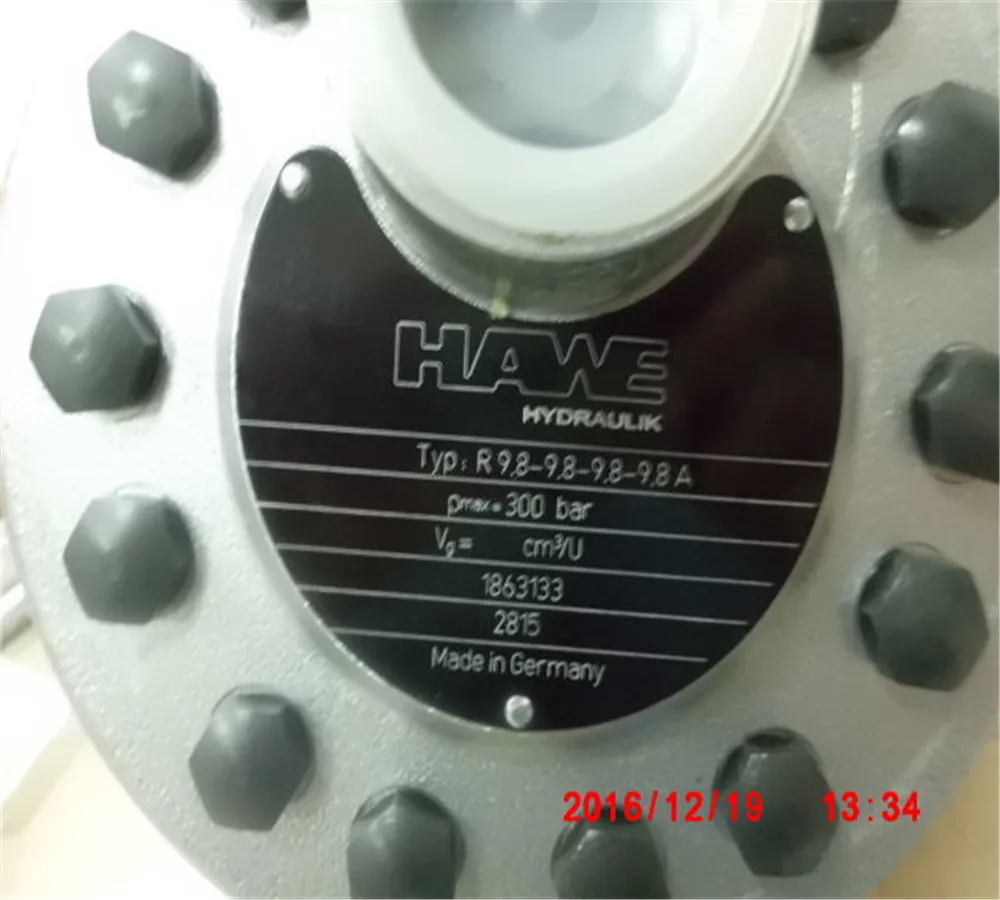 HAWE
HYDRAULIK
Typ: R 9,8-9,8-9,8-9,8 A
pmax = 300 bar
Vg = cm³/U
1863133
2815
Made in Germany
2016/12/19 13:34